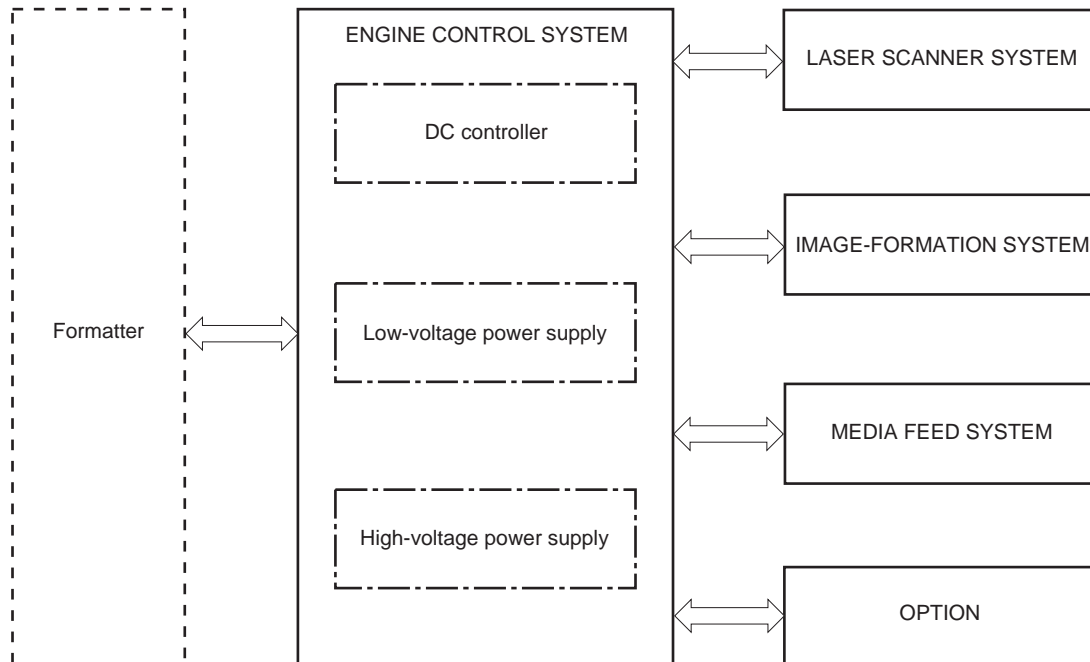 Formatter
ENGINE CONTROL SYSTEM
DC controller
Low-voltage power supply
High-voltage power supply
LASER SCANNER SYSTEM
IMAGE-FORMATION SYSTEM
MEDIA FEED SYSTEM
OPTION